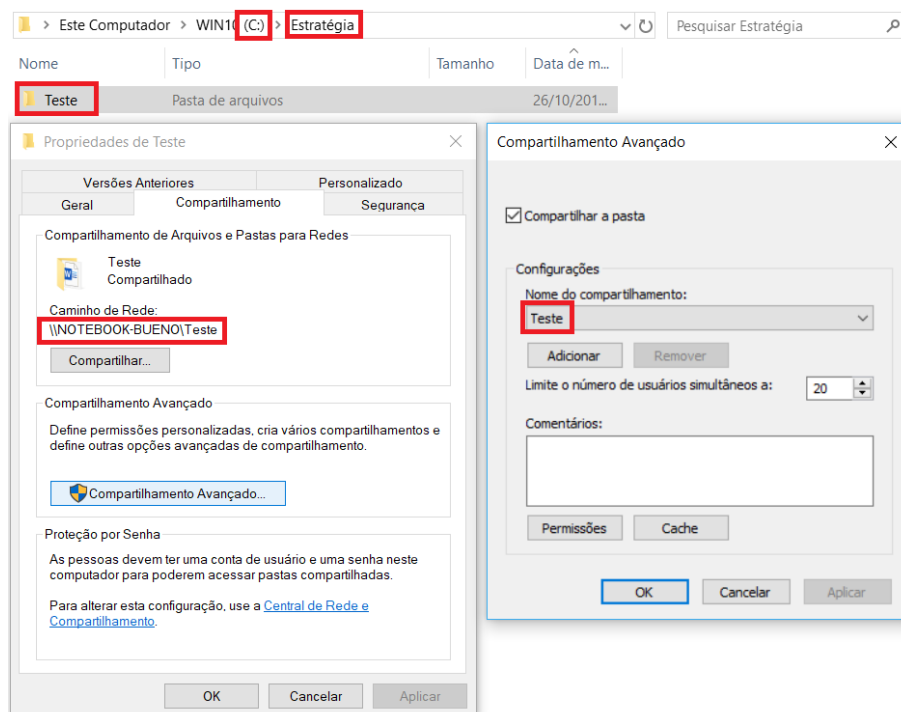 Este Computador > WIN10 (C:) > Estratégia
Pesquisar Estratégia
Nome Tipo Tamanho Data de m...
Teste Pasta de arquivos 26/10/201...
Propriedades de Teste
Versões Anteriores Personalizado
Geral Compartilhamento Segurança
Compartilhamento de Arquivos e Pastas para Redes
Teste
Compartilhado
Caminho de Rede:
\\NOTEBOOK-BUENO\Teste
Compartilhar...
Compartilhamento Avançado
Define permissões personalizadas, cria vários compartilhamentos e
define outras opções avançadas de compartilhamento.
Compartilhamento Avançado...
Proteção por Senha
As pessoas devem ter uma conta de usuário e uma senha neste
computador para poderem acessar pastas compartilhadas.
Para alterar esta configuração, use a Central de Rede e
Compartilhamento.
OK Cancelar Aplicar
Compartilhamento Avançado
Compartilhar a pasta
Configurações
Nome do compartilhamento:
Teste
Adicionar Remover
Limite o número de usuários simultâneos a: 20
Comentários:
Permissões Cache
OK Cancelar Aplicar